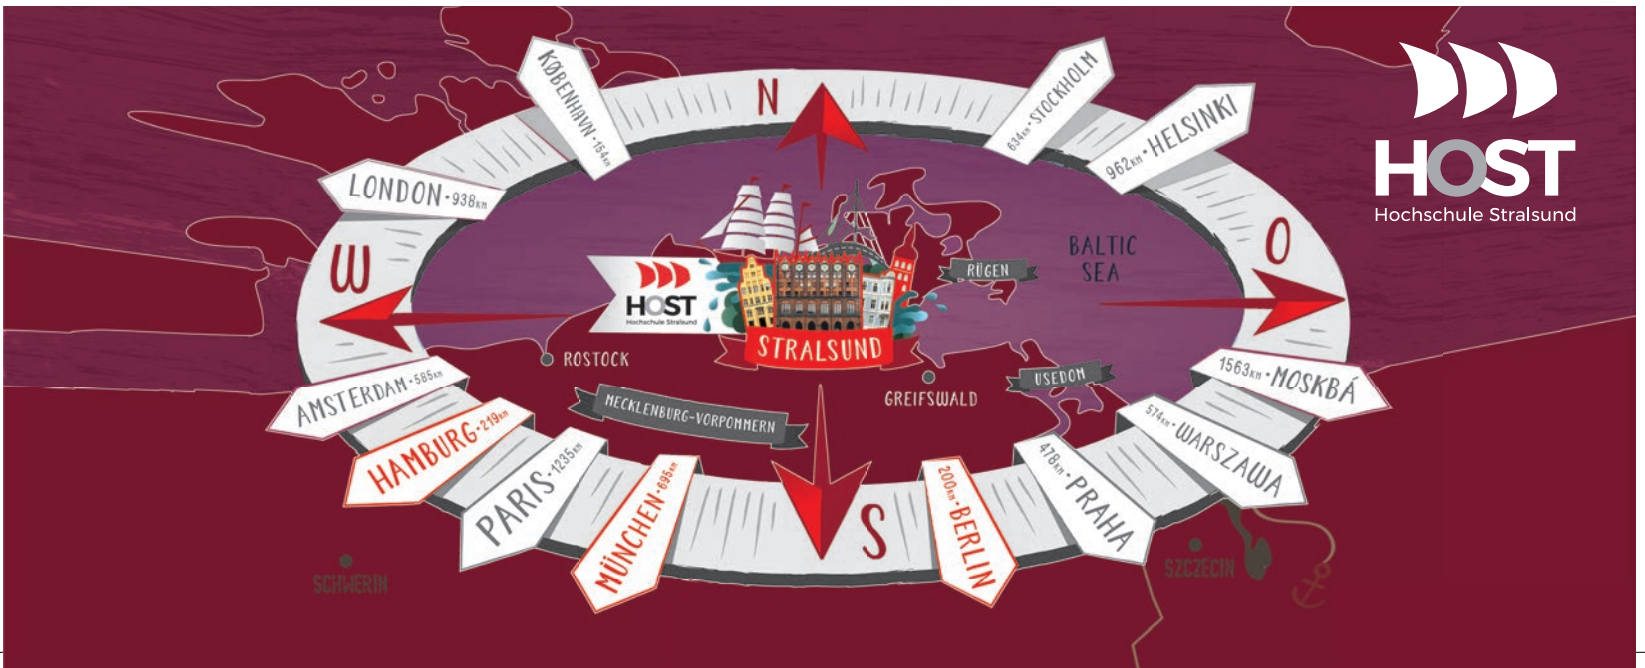 KØBENHAVN · 154KM
N
634KM · STOCKHOLM
962KM · HELSINKI
HOST
Hochschule Stralsund
LONDON · 938KM
W
O
BALTIC
SEA
RÜGEN
HOST
Hochschule Stralsund
STRALSUND
ROSTOCK
GREIFSWALD
USEDOM
MECKLENBURG-VORPOMMERN
AMSTERDAM · 585KM
HAMBURG · 219KM
PARIS · 1235KM
MÜNCHEN · 695KM
S
200KM · BERLIN
478KM · PRAHA
574KM · WARSZAWA
1563KM · MOSKBÁ
SCHWERIN
SZCZECIN